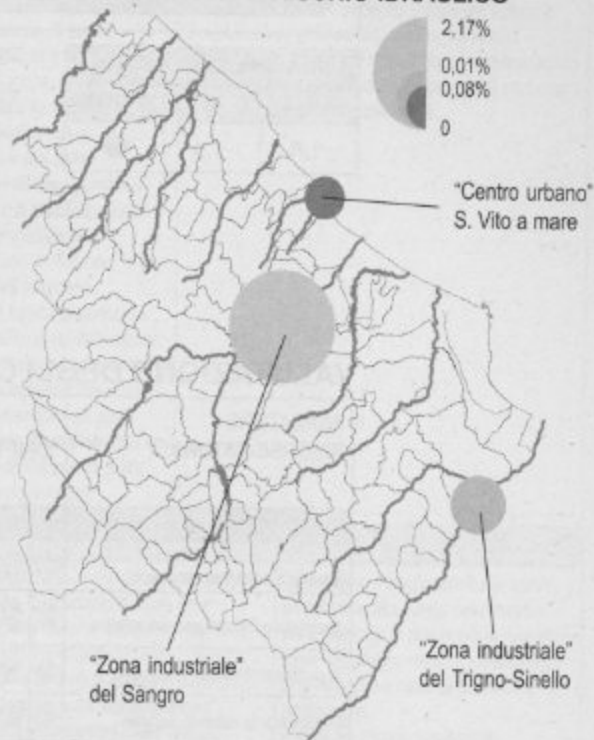 IDRAULICO
2,17%
0,01%
0,08%
0
"Centro urbano"
S. Vito a mare
"Zona industriale"
del Sangro
"Zona industriale"
del Trigno-Sinello